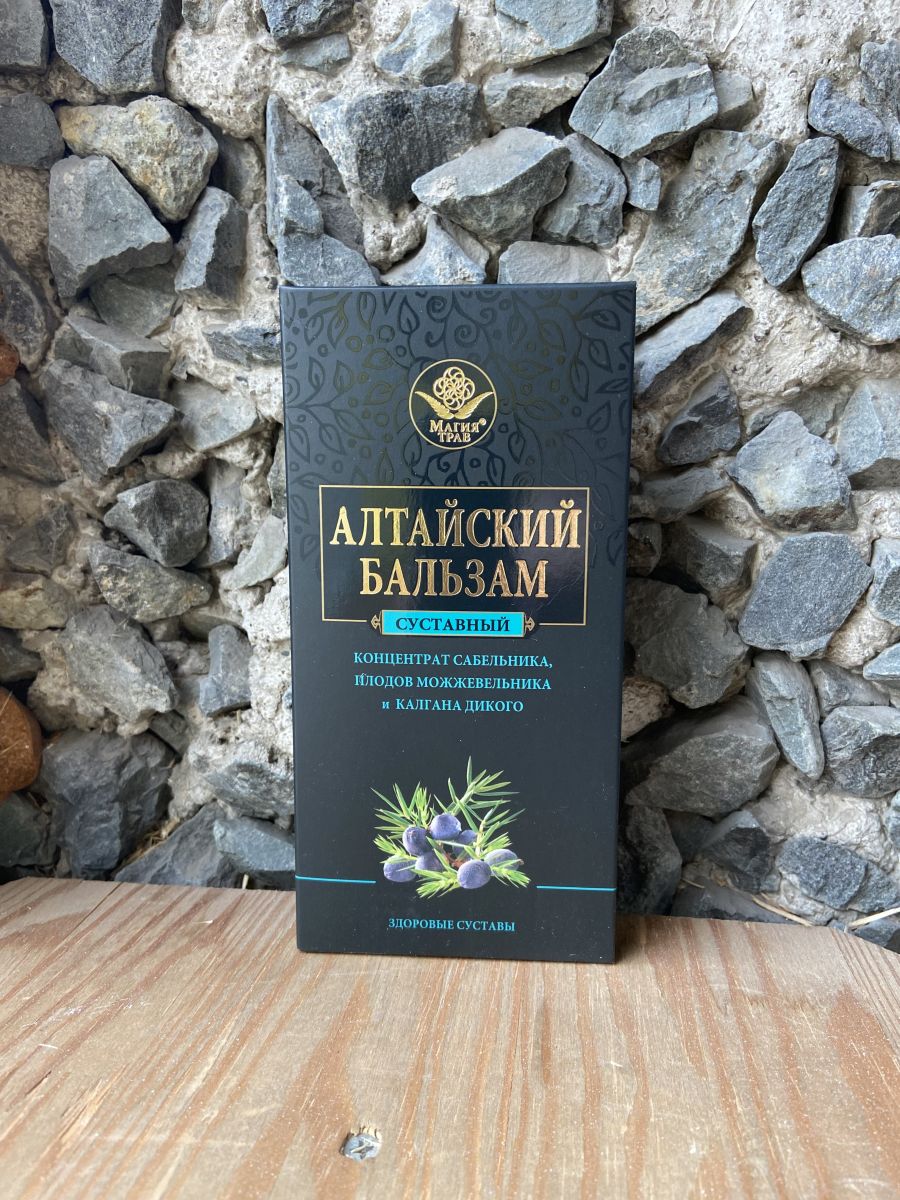 Магия®
трав
АЛТАЙСКИЙ
БАЛЬЗАМ
СУСТАВНЫЙ
КОНЦЕНТРАТ САБЕЛЬНИКА,
ПЛОДОВ МОЖЖЕВЕЛЬНИКА
и КАЛГАНА ДИКОГО
ЗДОРОВЫЕ СУСТАВЫ